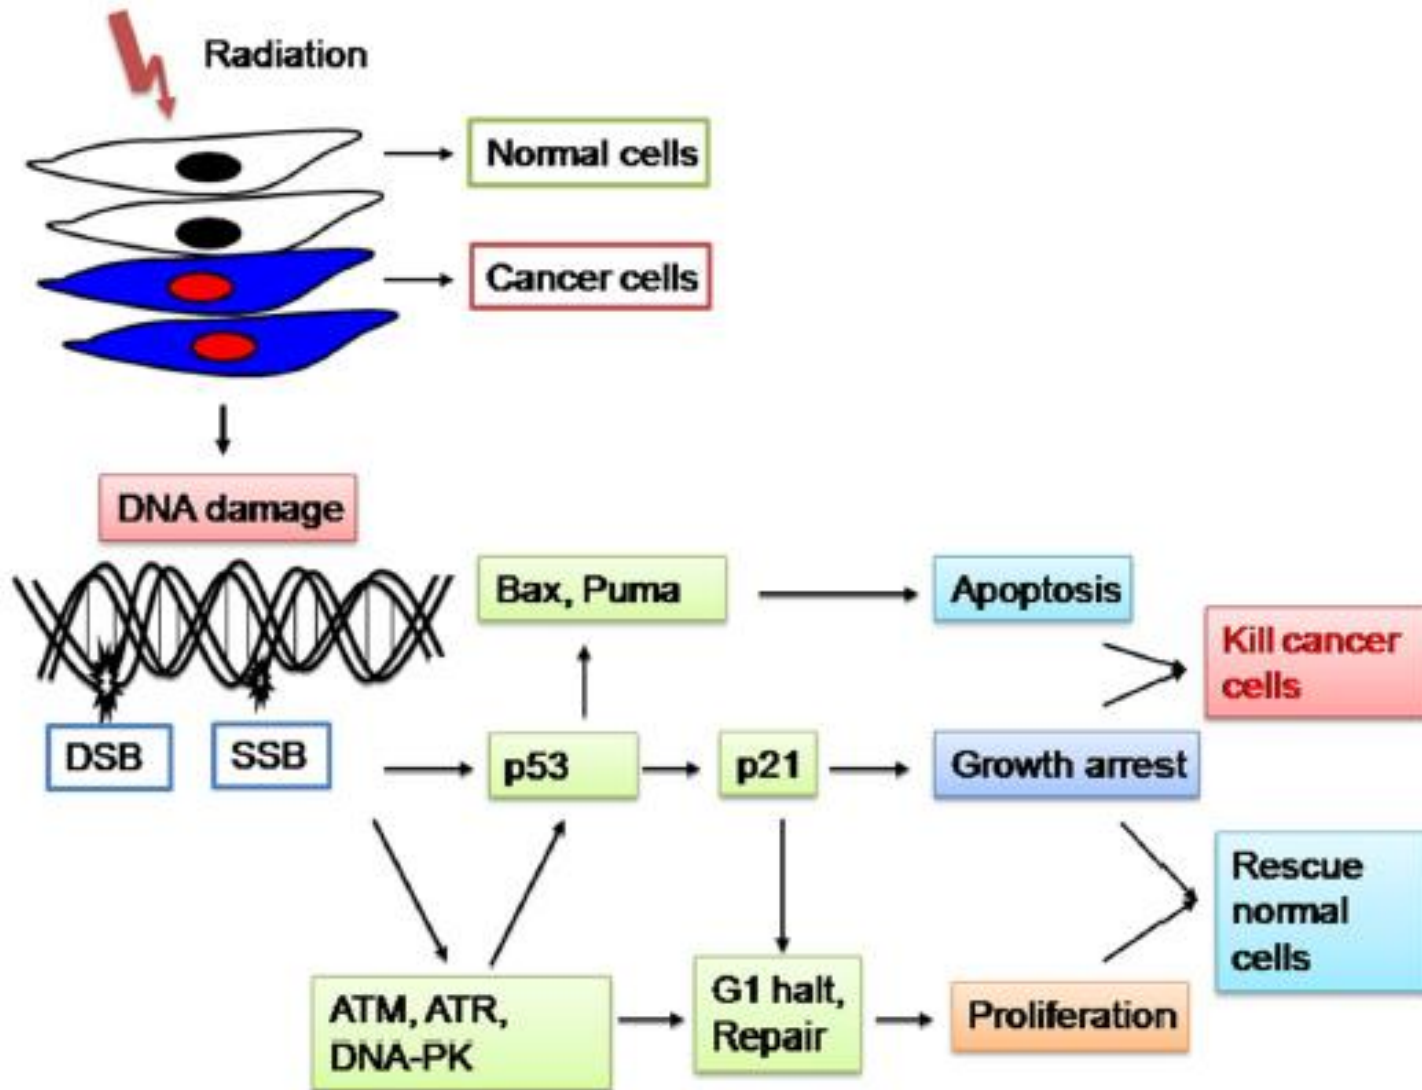 Radiation
Normal cells
Cancer cells
DNA damage
Bax, Puma
Apoptosis
Kill cancer
cells
DSB
SSB
p53
p21
Growth arrest
Rescue
normal
cells
ATM, ATR,
DNA-PK
G1 halt,
Repair
Proliferation